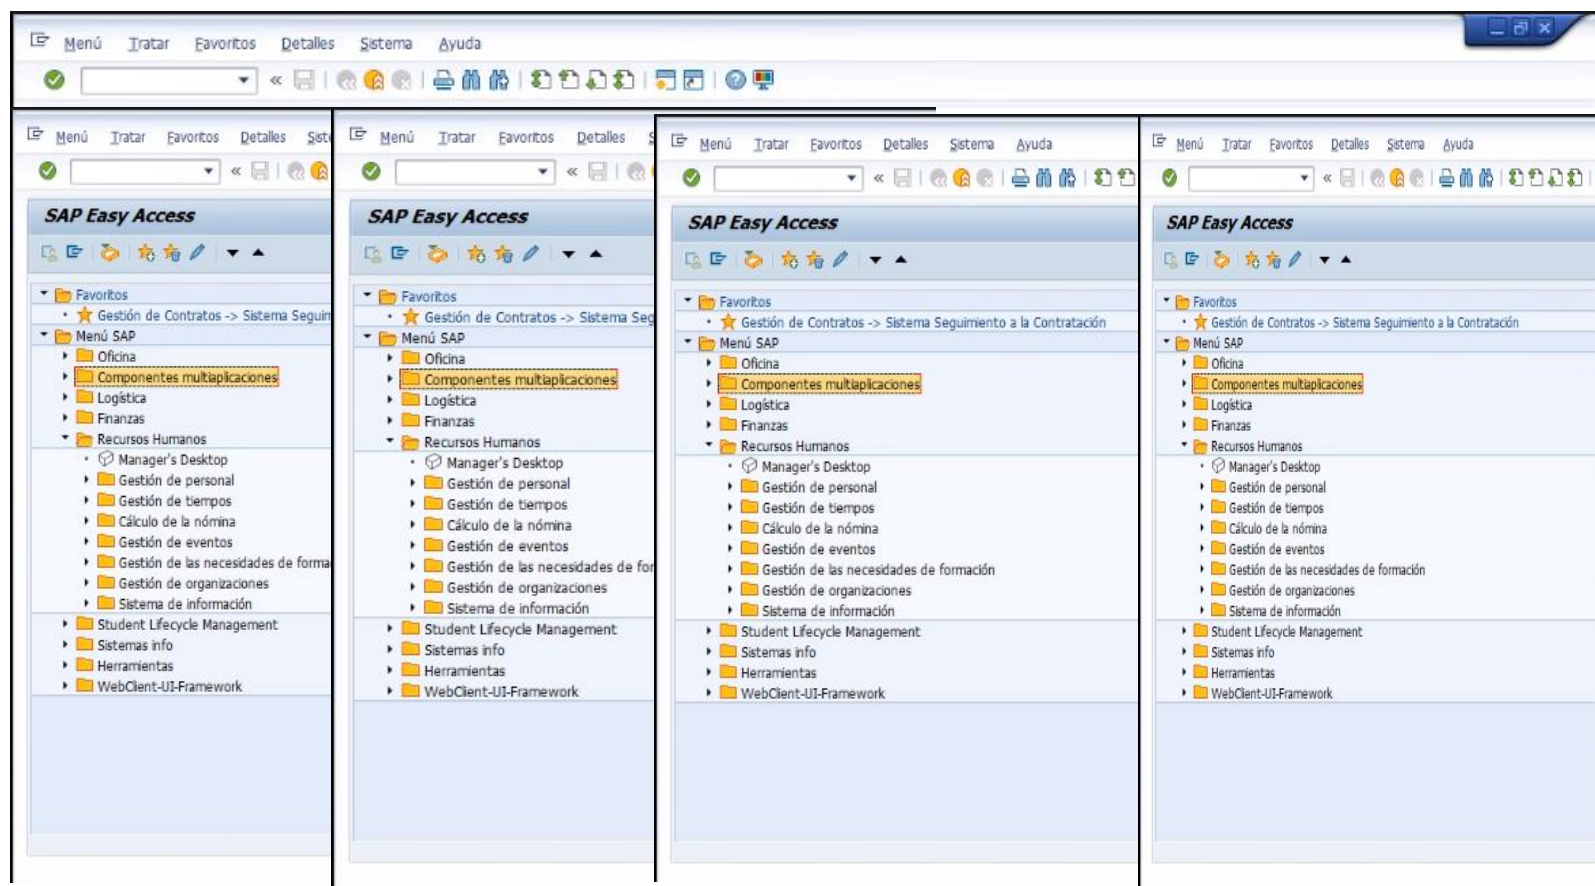 Menú Tratar Favoritos Detalles Sistema Ayuda
Menú Tratar Favoritos Detalles Siste
SAP Easy Access
Favoritos
Gestión de Contratos -> Sistema Seguim
Menú SAP
Oficina
Componentes multiaplicaciones
Logística
Finanzas
Recursos Humanos
Manager's Desktop
Gestión de personal
Gestión de tiempos
Cálculo de la nómina
Gestión de eventos
Gestión de las necesidades de forma
Gestión de organizaciones
Sistema de información
Student Lifecycle Management
Sistemas info
Herramientas
WebClient-UI-Framework
Menú Tratar Favoritos Detalles S
SAP Easy Access
Favoritos
Gestión de Contratos -> Sistema Seg
Menú SAP
Oficina
Componentes multiaplicaciones
Logística
Finanzas
Recursos Humanos
Manager's Desktop
Gestión de personal
Gestión de tiempos
Cálculo de la nómina
Gestión de eventos
Gestión de las necesidades de for
Gestión de organizaciones
Sistema de información
Student Lifecycle Management
Sistemas info
Herramientas
WebClient-UI-Framework
Menú Tratar Favoritos Detalles Sistema Ayuda
SAP Easy Access
Favoritos
Gestión de Contratos -> Sistema Seguimiento a la Contratación
Menú SAP
Oficina
Componentes multiaplicaciones
Logística
Finanzas
Recursos Humanos
Manager's Desktop
Gestión de personal
Gestión de tiempos
Cálculo de la nómina
Gestión de eventos
Gestión de las necesidades de formación
Gestión de organizaciones
Sistema de información
Student Lifecycle Management
Sistemas info
Herramientas
WebClient-UI-Framework
Menú Tratar Favoritos Detalles Sistema Ayuda
SAP Easy Access
Favoritos
Gestión de Contratos -> Sistema Seguimiento a la Contratación
Menú SAP
Oficina
Componentes multiaplicaciones
Logística
Finanzas
Recursos Humanos
Manager's Desktop
Gestión de personal
Gestión de tiempos
Cálculo de la nómina
Gestión de eventos
Gestión de las necesidades de formación
Gestión de organizaciones
Sistema de información
Student Lifecycle Management
Sistemas info
Herramientas
WebClient-UI-Framework